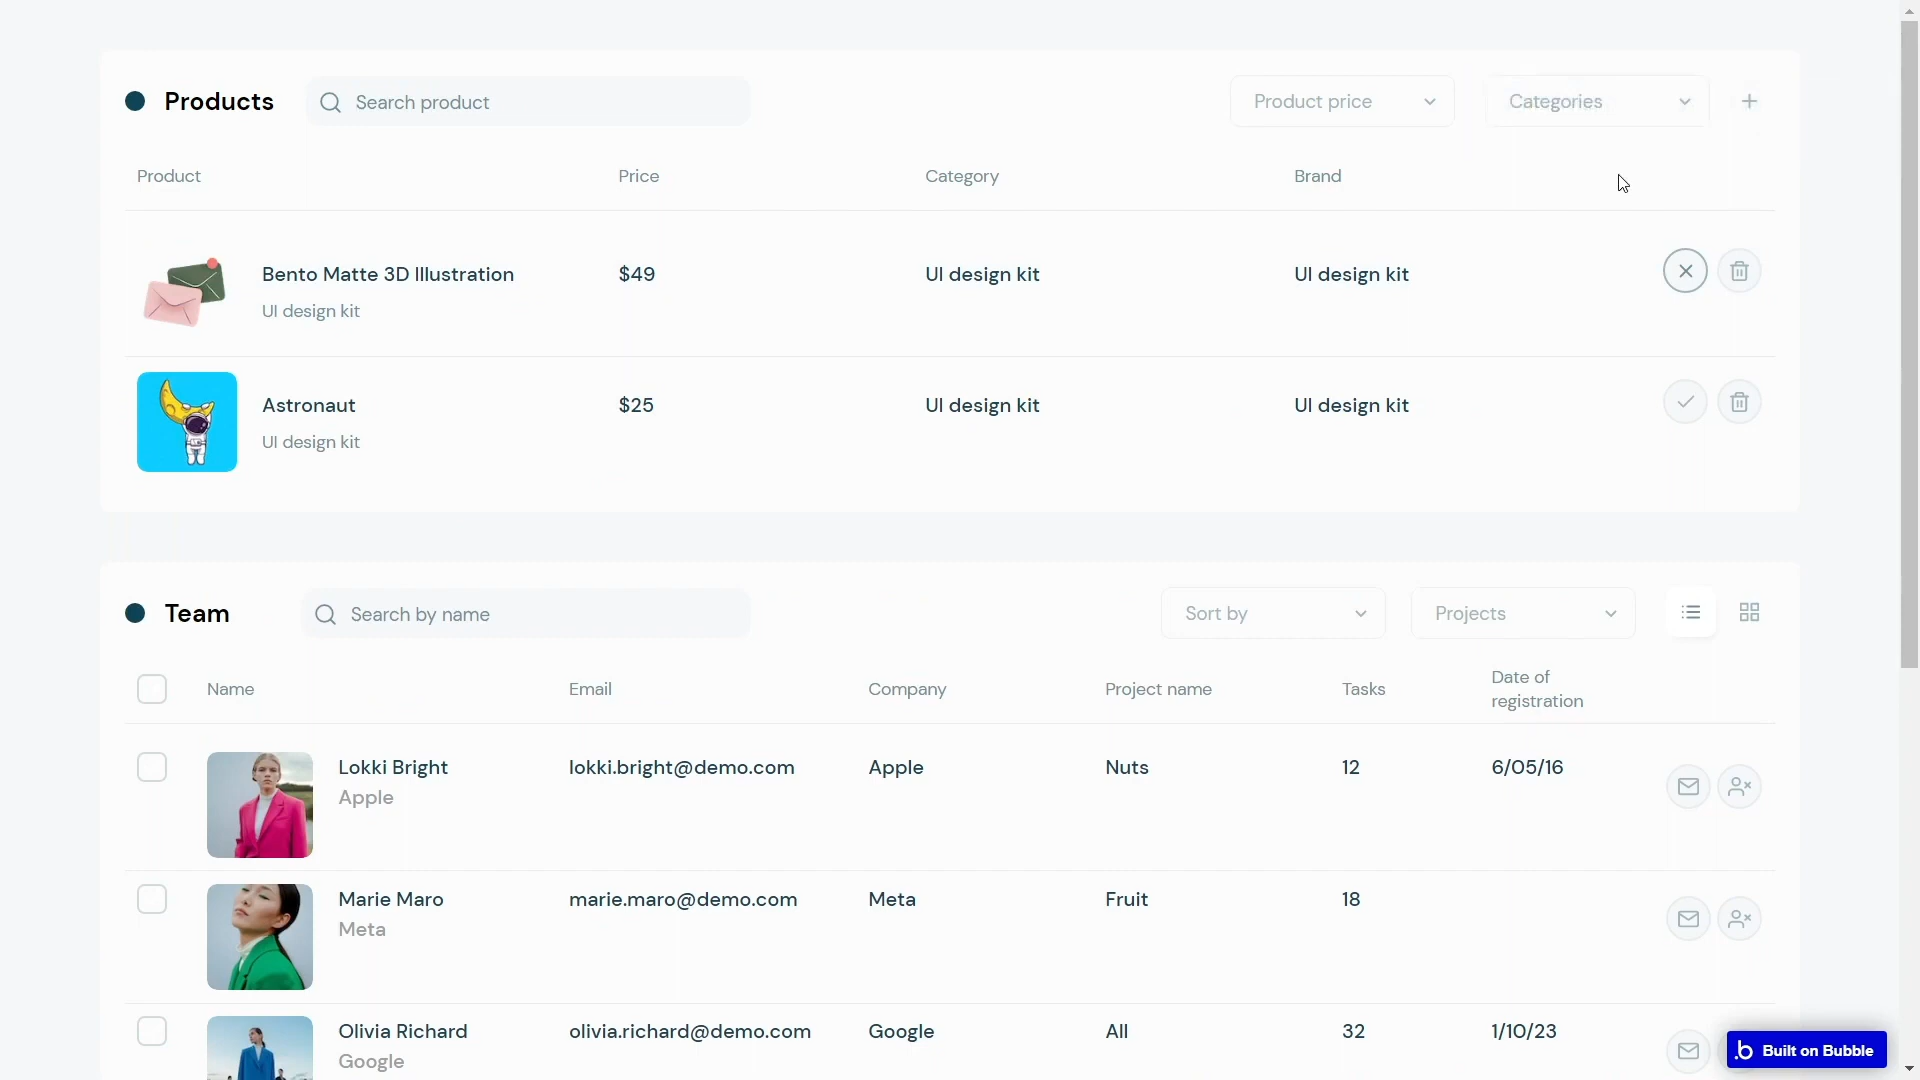 Products
Search product
Product price
Categories
Product Price Category Brand
Bento Matte 3D Illustration $49 UI design kit UI design kit
UI design kit
Astronaut $25 UI design kit UI design kit
UI design kit
Team
Search by name
Sort by
Projects
Name Email Company Project name Tasks Date of
registration
Lokki Bright lokki.bright@demo.com Apple Nuts 12 6/05/16
Apple
Marie Maro marie.maro@demo.com Meta Fruit 18
Meta
Olivia Richard olivia.richard@demo.com Google All 32 1/10/23
Google
b Built on Bubble